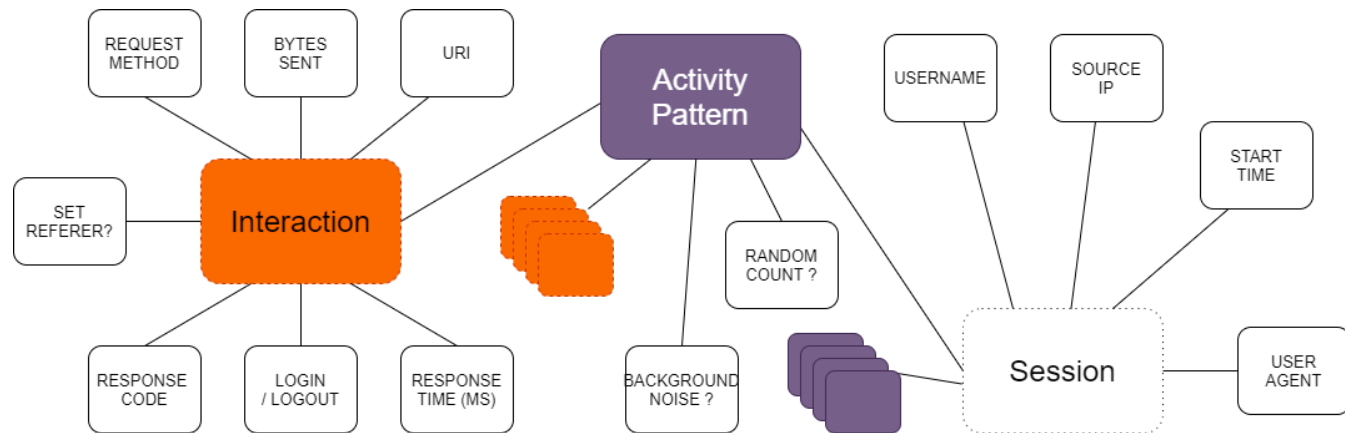 REQUEST
METHOD
BYTES
SENT
URI
Activity
Pattern
USERNAME
SOURCE
IP
START
TIME
SET
REFERER?
Interaction
RANDOM
COUNT ?
RESPONSE
CODE
LOGIN
/ LOGOUT
RESPONSE
TIME (MS)
BACKGROUND
NOISE ?
Session
USER
AGENT